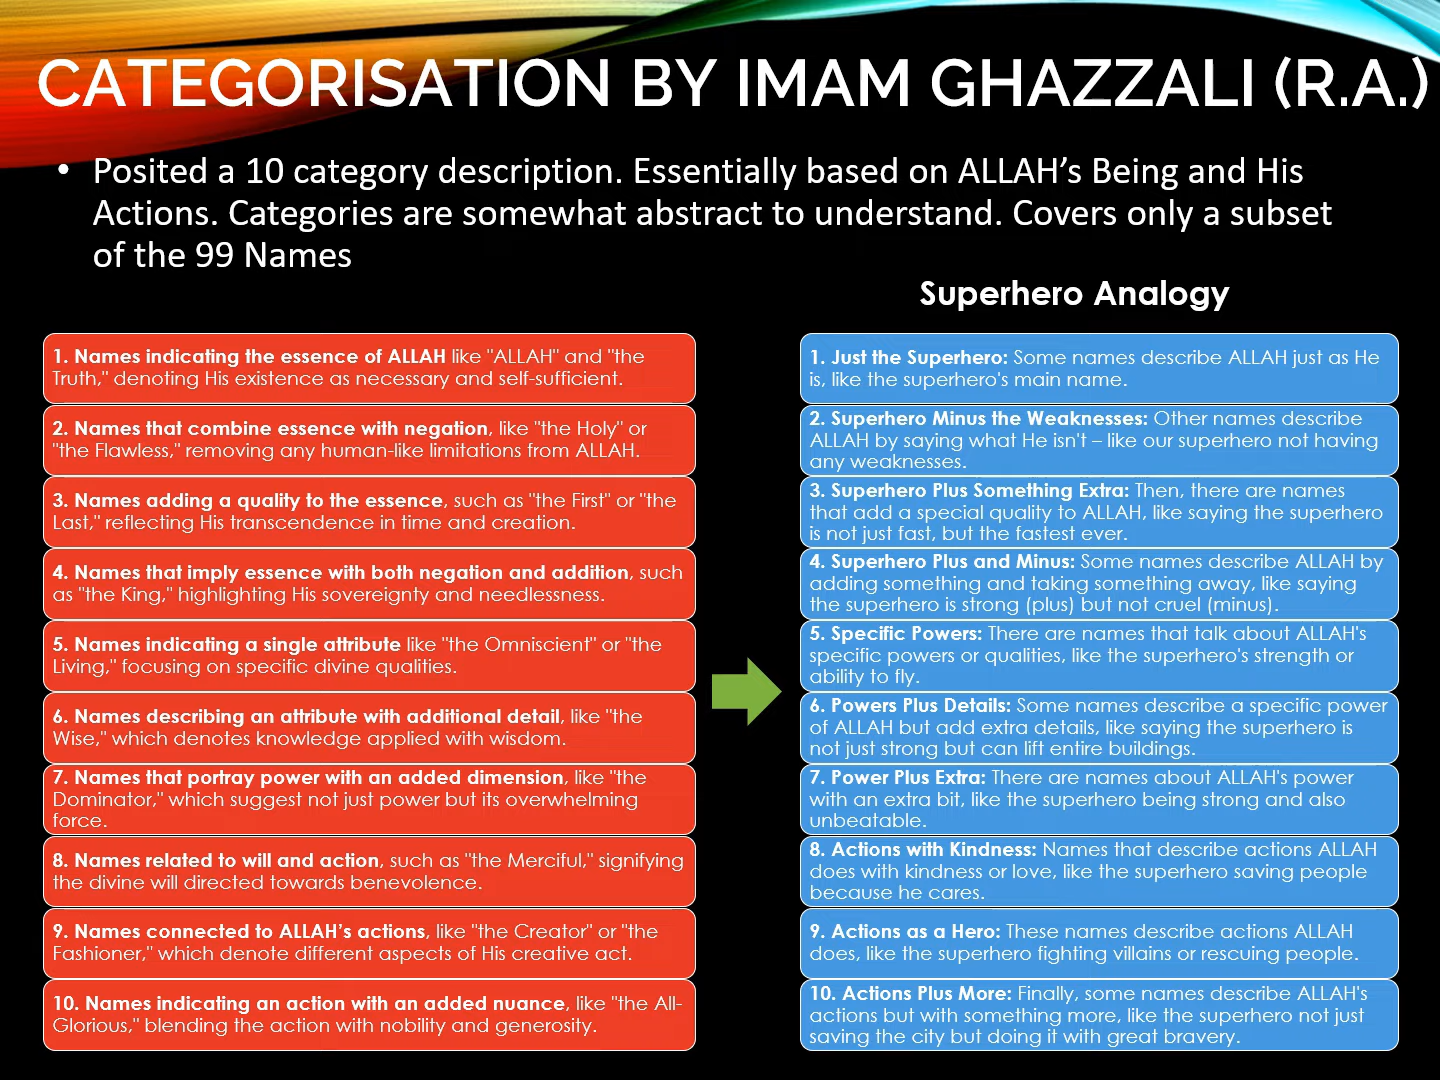 CATEGORISATION BY IMAM GHAZZALI (R.A.)
• Posited a 10 category description. Essentially based on ALLAH’s Being and His
Actions. Categories are somewhat abstract to understand. Covers only a subset
of the 99 Names
1. Names indicating the essence of ALLAH like "ALLAH" and "the
Truth," denoting His existence as necessary and self-sufficient.
2. Names that combine essence with negation, like "the Holy" or
"the Flawless," removing any human-like limitations from ALLAH.
3. Names adding a quality to the essence, such as "the First" or "the
Last," reflecting His transcendence in time and creation.
4. Names that imply essence with both negation and addition, such
as "the King," highlighting His sovereignty and needlessness.
5. Names indicating a single attribute like "the Omniscient" or "the
Living," focusing on specific divine qualities.
6. Names describing an attribute with additional detail, like "the
Wise," which denotes knowledge applied with wisdom.
7. Names that portray power with an added dimension, like "the
Dominator," which suggest not just power but its overwhelming
force.
8. Names related to will and action, such as "the Merciful," signifying
the divine will directed towards benevolence.
9. Names connected to ALLAH’s actions, like "the Creator" or "the
Fashioner," which denote different aspects of His creative act.
10. Names indicating an action with an added nuance, like "the All-
Glorious," blending the action with nobility and generosity.
Superhero Analogy
1. Just the Superhero: Some names describe ALLAH just as He
is, like the superhero's main name.
2. Superhero Minus the Weaknesses: Other names describe
ALLAH by saying what He isn't – like our superhero not having
any weaknesses.
3. Superhero Plus Something Extra: Then, there are names
that add a special quality to ALLAH, like saying the superhero
is not just fast, but the fastest ever.
4. Superhero Plus and Minus: Some names describe ALLAH by
adding something and taking something away, like saying
the superhero is strong (plus) but not cruel (minus).
5. Specific Powers: There are names that talk about ALLAH's
specific powers or qualities, like the superhero's strength or
ability to fly.
6. Powers Plus Details: Some names describe a specific power
of ALLAH but add extra details, like saying the superhero is
not just strong but can lift entire buildings.
7. Power Plus Extra: There are names about ALLAH's power
with an extra bit, like the superhero being strong and also
unbeatable.
8. Actions with Kindness: Names that describe actions ALLAH
does with kindness or love, like the superhero saving people
because he cares.
9. Actions as a Hero: These names describe actions ALLAH
does, like the superhero fighting villains or rescuing people.
10. Actions Plus More: Finally, some names describe ALLAH's
actions but with something more, like the superhero not just
saving the city but doing it with great bravery.